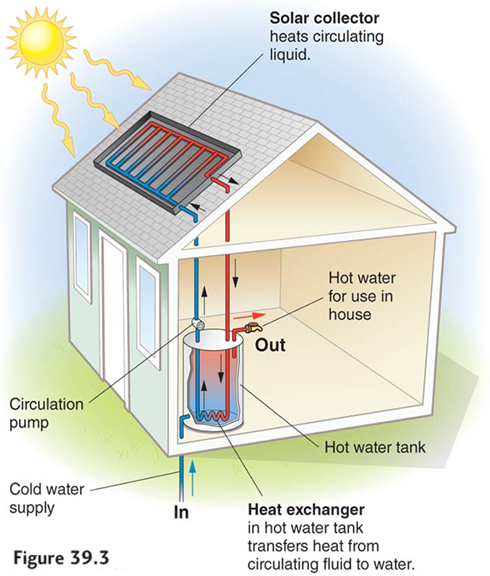 Solar collector
heats circulating
liquid.
Hot water
for use in
house
Out
Circulation
pump
Hot water tank
Cold water
supply
In
Heat exchanger
in hot water tank
transfers heat from
circulating fluid to water.
Figure 39.3